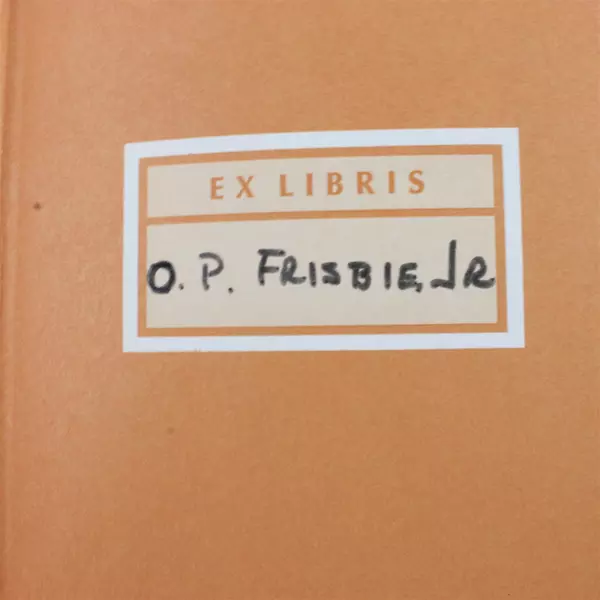 EX LIBRIS
O. P. FRISBIE, JR